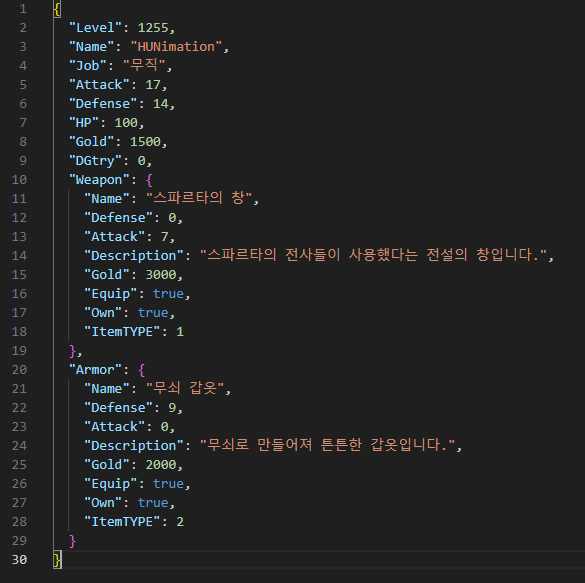 1 {
2 "Level": 1255,
3 "Name": "HUNimation",
4 "Job": "무직",
5 "Attack": 17,
6 "Defense": 14,
7 "HP": 100,
8 "Gold": 1500,
9 "DGtry": 0,
10 "Weapon": {
11 "Name": "스파르타의 창",
12 "Defense": 0,
13 "Attack": 7,
14 "Description": "스파르타의 전사들이 사용했다는 전설의 창입니다.",
15 "Gold": 3000,
16 "Equip": true,
17 "Own": true,
18 "ItemTYPE": 1
19 },
20 "Armor": {
21 "Name": "무쇠 갑옷",
22 "Defense": 9,
23 "Attack": 0,
24 "Description": "무쇠로 만들어져 튼튼한 갑옷입니다.",
25 "Gold": 2000,
26 "Equip": true,
27 "Own": true,
28 "ItemTYPE": 2
29 }
30 }